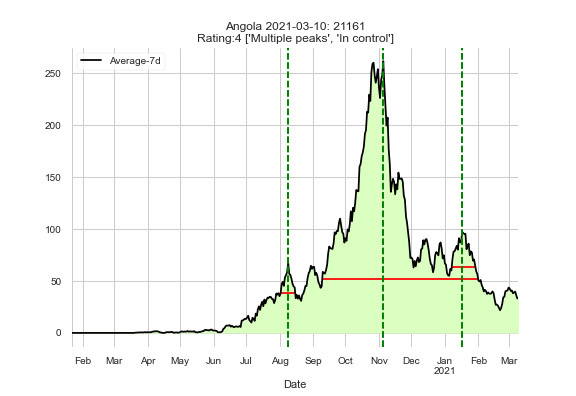 Angola 2021-03-10: 21161
Rating:4 ['Multiple peaks', 'In control']
Average-7d
250
200
150
100
50
0
Feb Mar Apr May Jun Jul Aug Sep Oct Nov Dec Jan Feb Mar
2021
Date